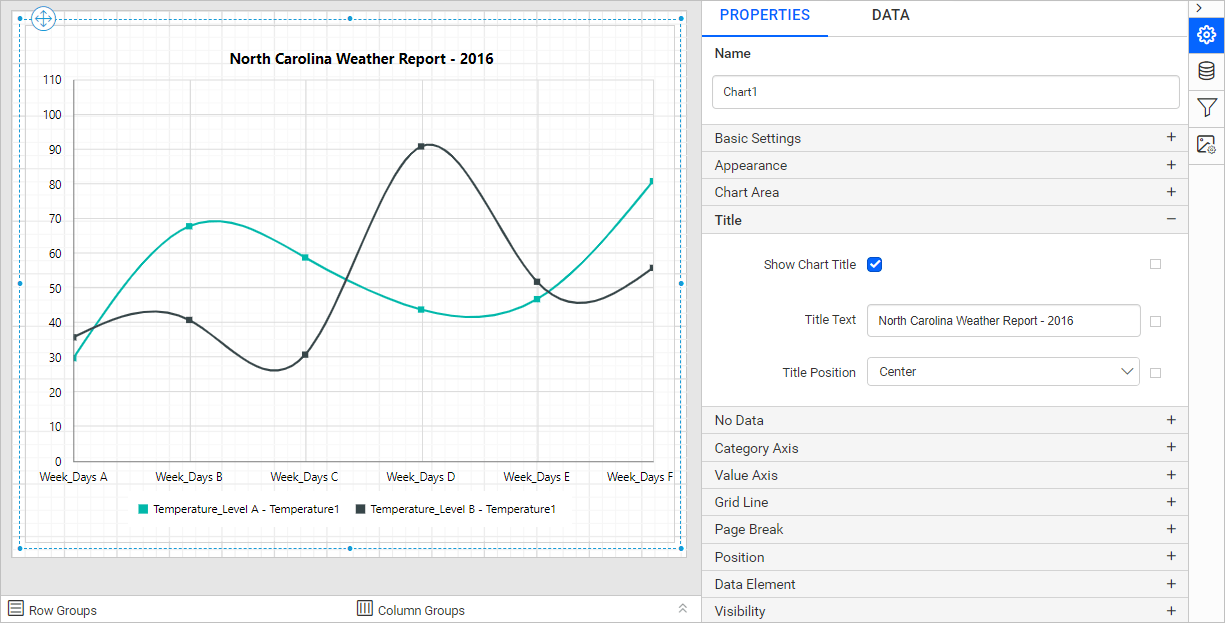 North Carolina Weather Report - 2016
110
100
90
80
70
60
50
40
30
20
10
0
Week_Days A Week_Days B Week_Days C Week_Days D Week_Days E Week_Days F
Temperature_Level A - Temperature1 Temperature_Level B - Temperature1
Row Groups
Column Groups
PROPERTIES DATA
Name
Chart1
Basic Settings
Appearance
Chart Area
Title
Show Chart Title
Title Text North Carolina Weather Report - 2016
Title Position Center
No Data
Category Axis
Value Axis
Grid Line
Page Break
Position
Data Element
Visibility